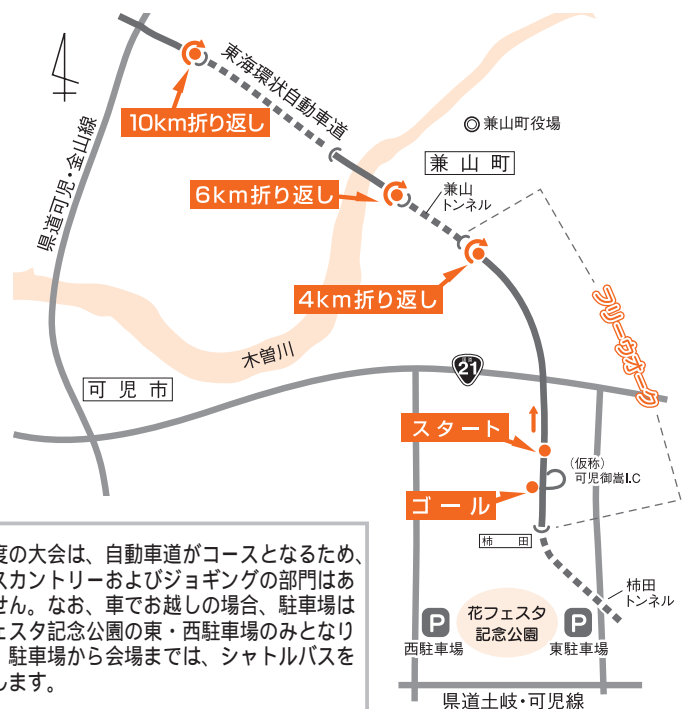 東海環状自動車道
10km折り返し
◎兼山町役場
兼山町
県道可児・金山線
6km折り返し
兼山
トンネル
4km折り返し
フリーウオーク
木曽川
国道
21
可児市
スタート
(仮称)
可児御嵩I.C
ゴール
柿田
柿田
トンネル
度の大会は、自動車道がコースとなるため、
スカントリーおよびジョギングの部門はあ
せん。なお、車でお越しの場合、駐車場は
ェスタ記念公園の東・西駐車場のみとなり
。駐車場から会場までは、シャトルバスを
します。
P
西駐車場
花フェスタ
記念公園
P
東駐車場
県道土岐・可児線